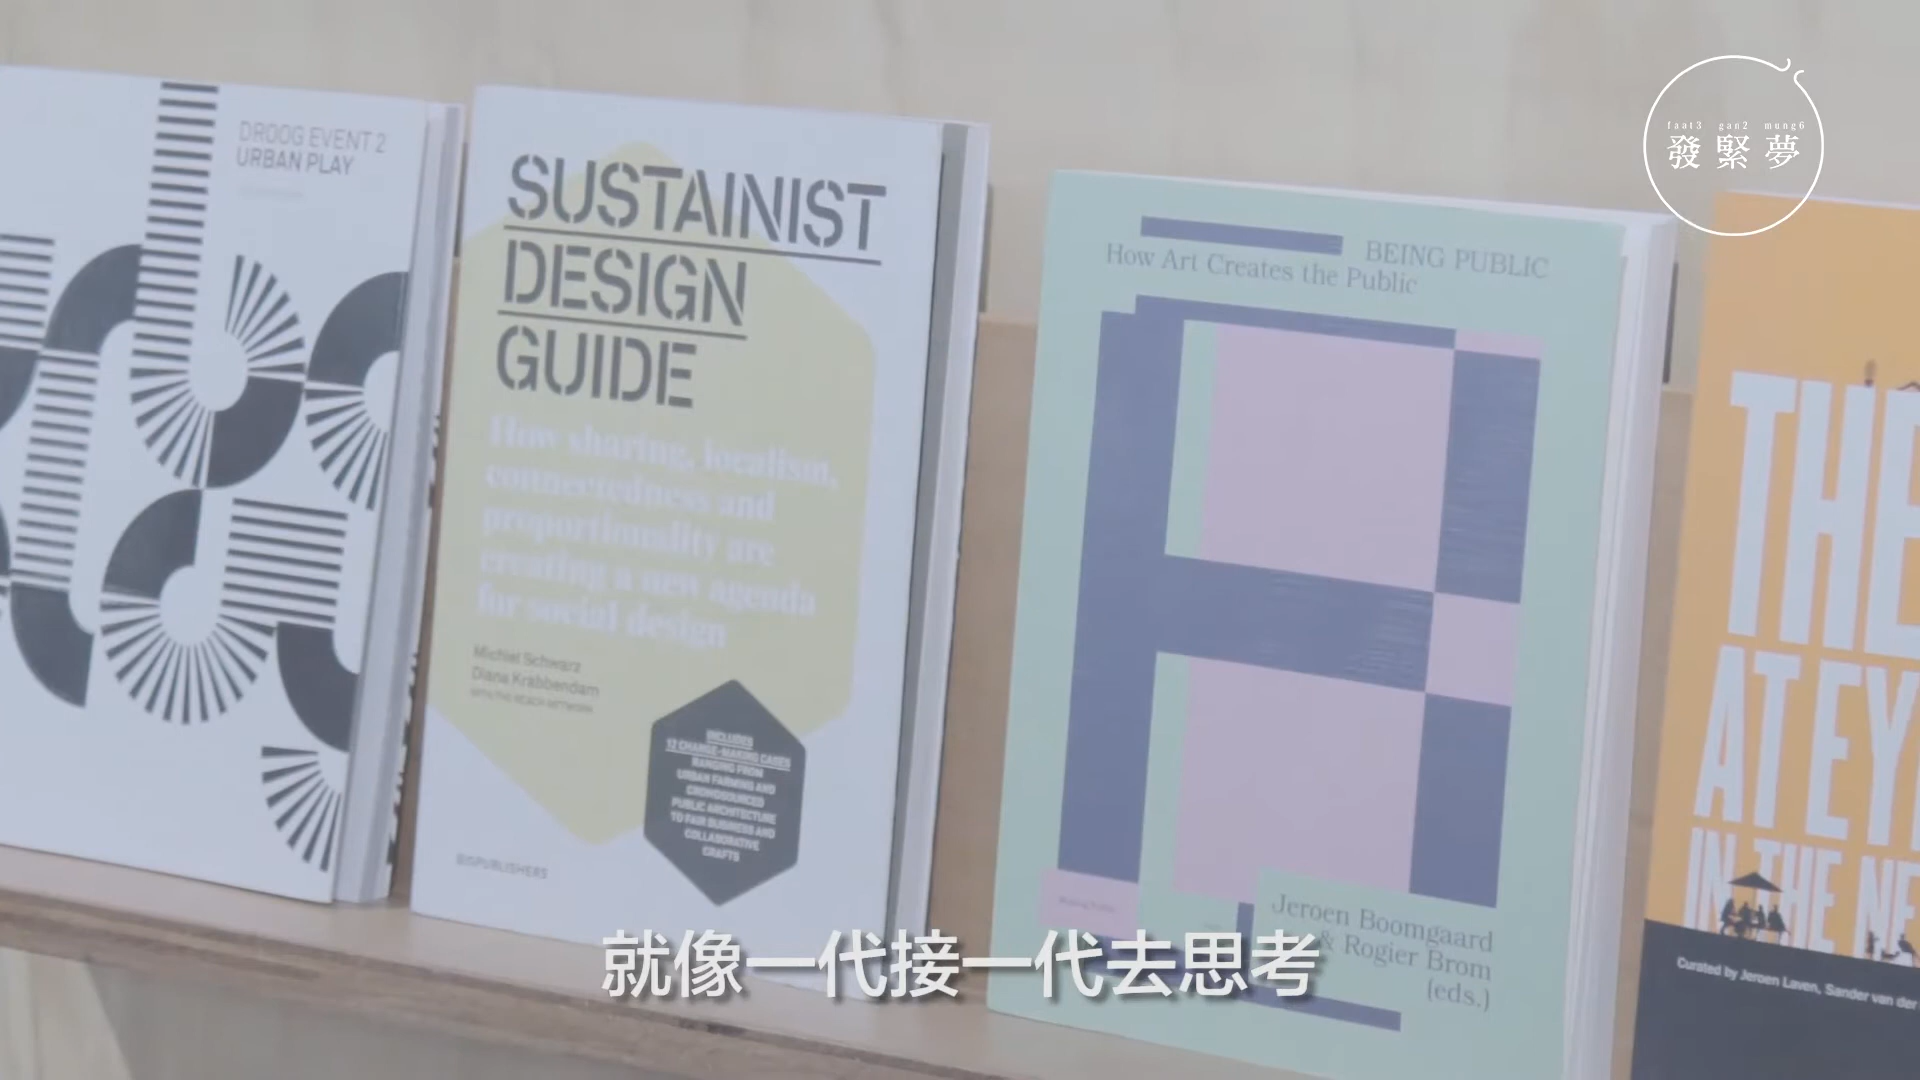 DROOG EVENT 2
URBAN PLAY
SUSTAINIST
DESIGN
GUIDE
How sharing, localism,
connectedness and
proportionality are
creating a new agenda
for social design
Michiel Schwarz
Diana Krabbendam
WITH THE BEACH NETWORK
INCLUDES
12 CHANGE-MAKING CASES
RANGING FROM
URBAN FARMING AND
CROWDSOURCED
PUBLIC ARCHITECTURE
TO FAIR BUSINESS AND
COLLABORATIVE
CRAFTS
BISPUBLISHERS
BEING PUBLIC
How Art Creates the Public
Jeroen Boomgaard
& Rogier Brom
(eds.)
faat3 gan2 mung6
發緊夢
THE
AT EY
IN THE NE
Curated by Jeroen Laven, Sander van der
就像一代接一代去思考